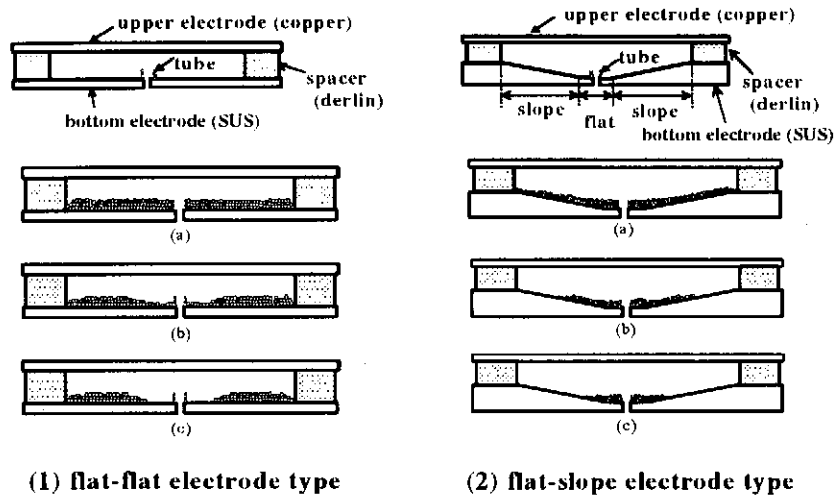 upper electrode (copper)
tube
spacer
(derlin)
bottom electrode (SUS)
(a)
(b)
(c)
(1) flat-flat electrode type
upper electrode (copper)
tube
spacer
(derlin)
slope
flat
slope
bottom electrode (SUS)
(a)
(b)
(c)
(2) flat-slope electrode type